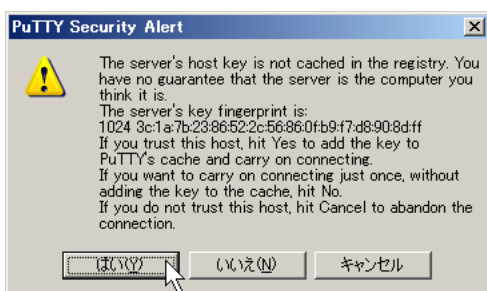 PuTTY Security Alert
The server's host key is not cached in the registry. You
have no guarantee that the server is the computer you
think it is.
The server's key fingerprint is:
1024 3c:1a:7b:23:86:52:2c:56:86:0f:b9:f7:d8:90:8d:ff
If you trust this host, hit Yes to add the key to
PuTTY's cache and carry on connecting.
If you want to carry on connecting just once, without
adding the key to the cache, hit No.
If you do not trust this host, hit Cancel to abandon the
connection.
はい(Y) いいえ(N) キャンセル